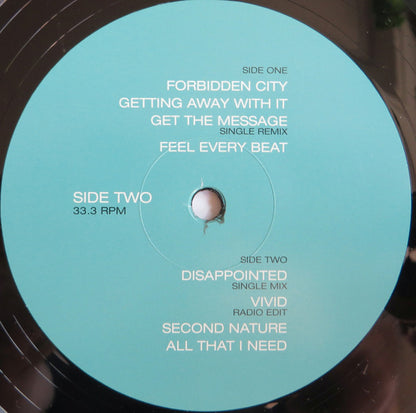 SIDE ONE
FORBIDDEN CITY
GETTING AWAY WITH IT
GET THE MESSAGE
SINGLE REMIX
FEEL EVERY BEAT
SIDE TWO
33.3 RPM
SIDE TWO
DISAPPOINTED
SINGLE MIX
VIVID
RADIO EDIT
SECOND NATURE
ALL THAT I NEED